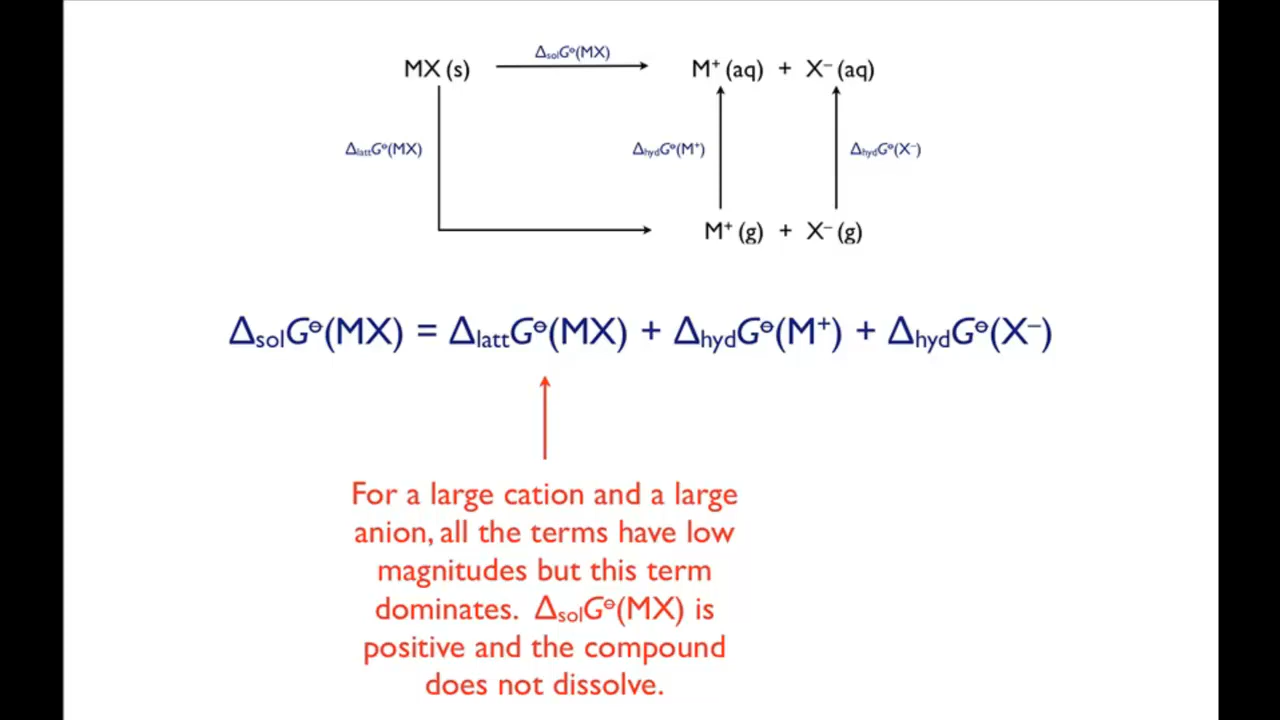 MX (s) ΔsolG⦵(MX) M⁺ (aq) + X⁻ (aq)
ΔlattG⦵(MX) ΔhydG⦵(M⁺) ΔhydG⦵(X⁻)
M⁺ (g) + X⁻ (g)
ΔsolG⦵(MX) = ΔlattG⦵(MX) + ΔhydG⦵(M⁺) + ΔhydG⦵(X⁻)
For a large cation and a large
anion, all the terms have low
magnitudes but this term
dominates. ΔsolG⦵(MX) is
positive and the compound
does not dissolve.